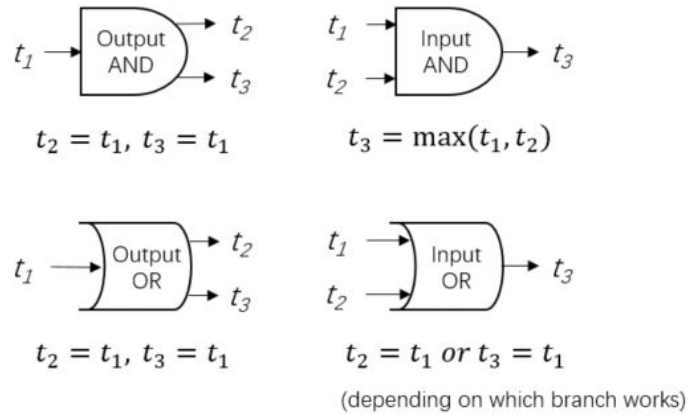 t₁ Output AND t₂ t₃
t₂ = t₁, t₃ = t₁
t₁ t₂ Input AND t₃
t₃ = max(t₁, t₂)
t₁ Output OR t₂ t₃
t₂ = t₁, t₃ = t₁
t₁ t₂ Input OR t₃
t₂ = t₁ or t₃ = t₁
(depending on which branch works)